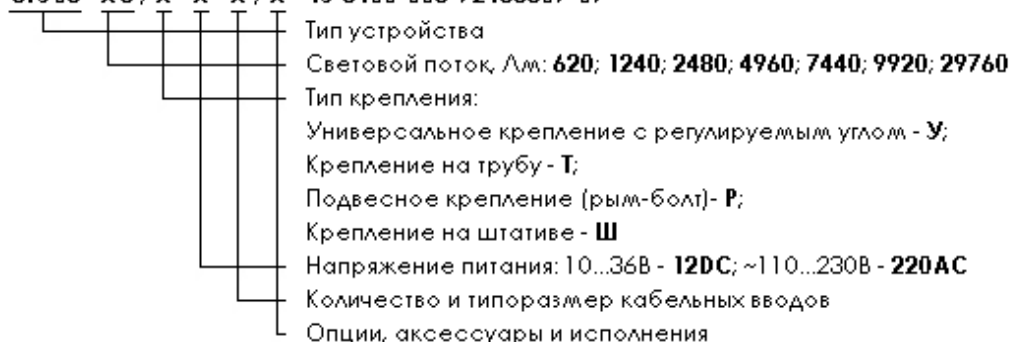 Тип устройства
Световой поток, Лм: 620; 1240; 2480; 4960; 7440; 9920; 29760
Тип крепления:
Универсальное крепление с регулируемым углом - У;
Крепление на трубу - Т;
Подвесное крепление (рым-болт)- Р;
Крепление на штативе - Ш
Напряжение питания: 10...36В - 12DC; ~110...230В - 220AC
Количество и типоразмер кабельных вводов
Опции, аксессуары и исполнения